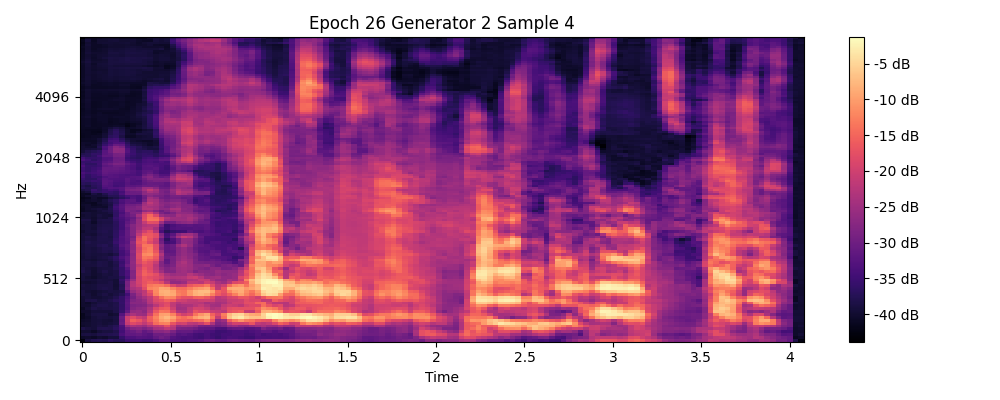 Epoch 26 Generator 2 Sample 4
Hz
4096
2048
1024
512
0
0
0.5
1
1.5
2
2.5
3
3.5
4
Time
-5 dB
-10 dB
-15 dB
-20 dB
-25 dB
-30 dB
-35 dB
-40 dB